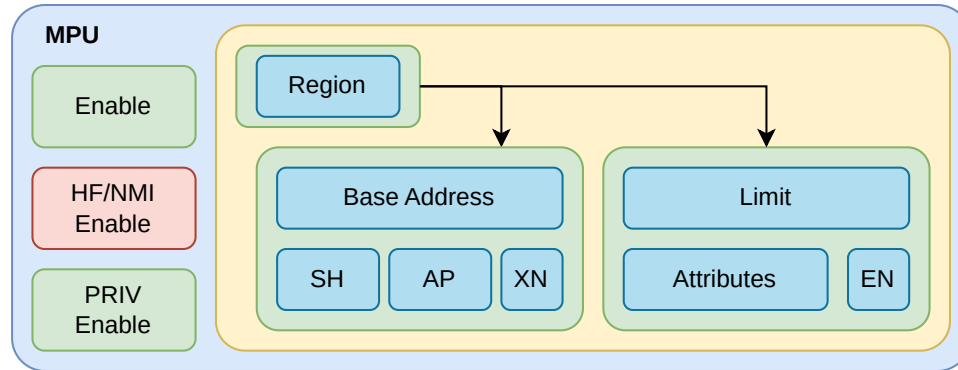 MPU
Enable
HF/NMI
Enable
PRIV
Enable
Region
Base Address
SH
AP
XN
Limit
Attributes
EN